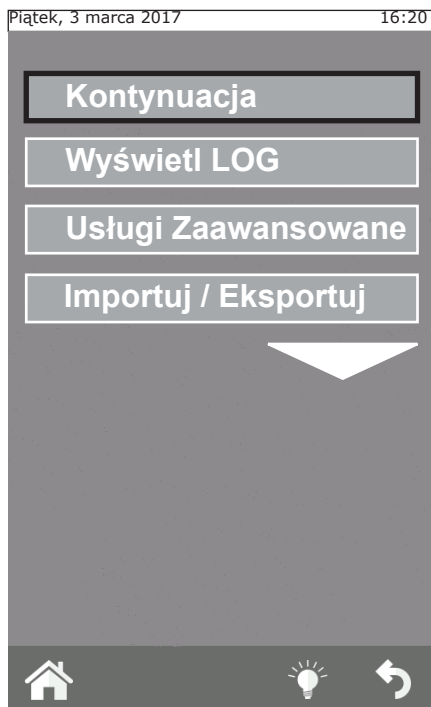 Piątek, 3 marca 2017 16:20
Kontynuacja
Wyświetl LOG
Usługi Zaawansowane
Importuj / Eksportuj